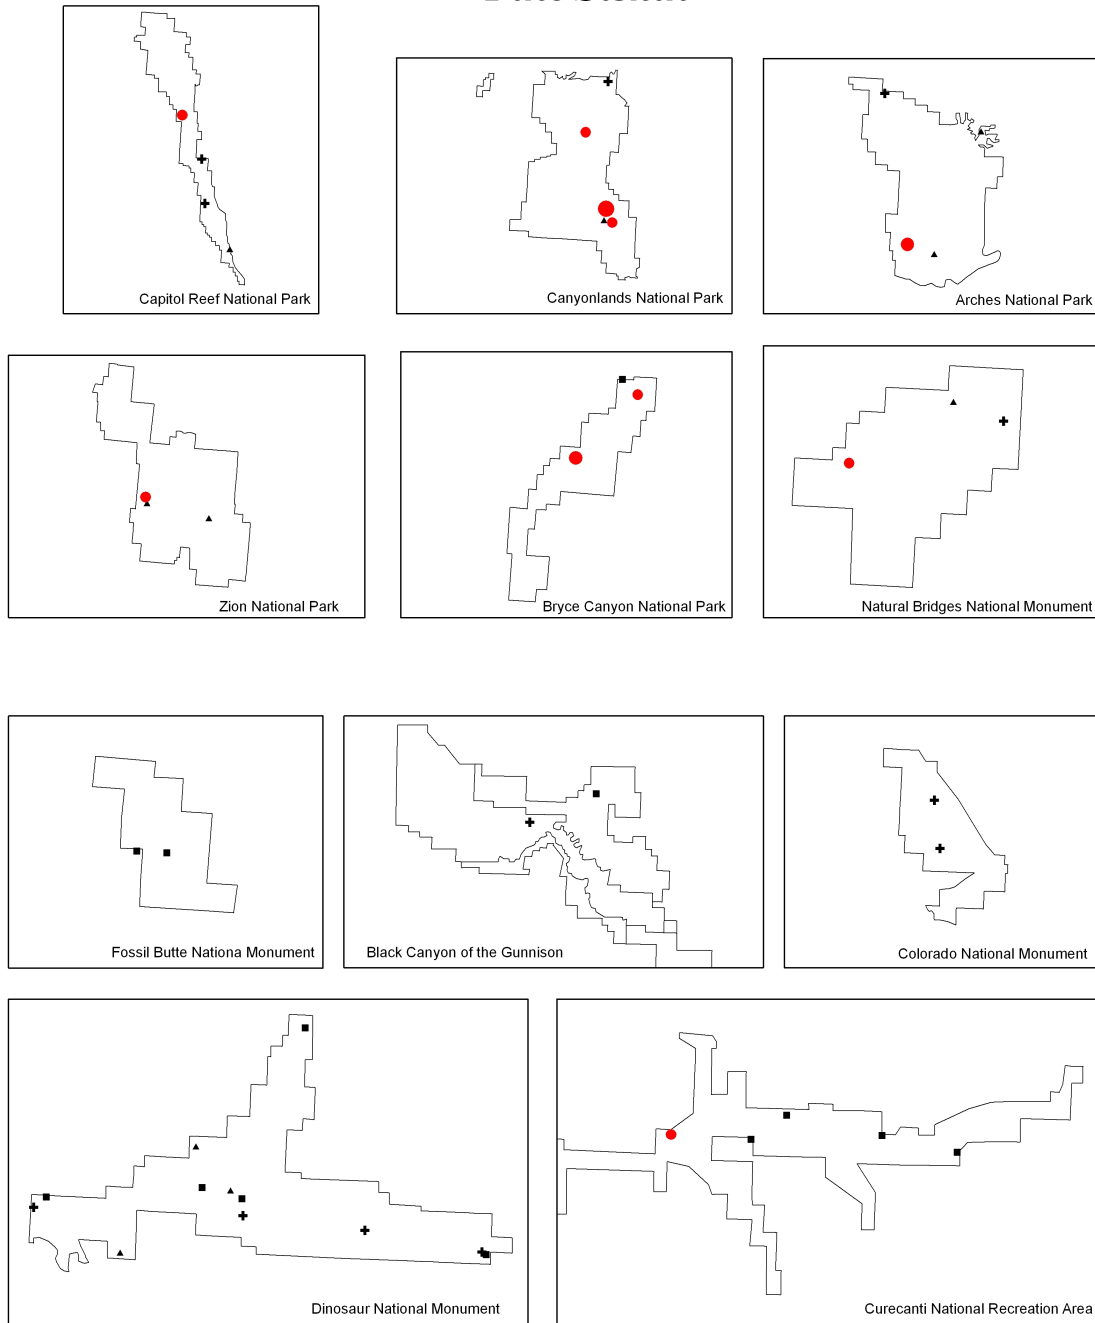 Capitol Reef National Park
Canyonlands National Park
Arches National Park
Zion National Park
Bryce Canyon National Park
Natural Bridges National Monument
Fossil Butte Nationa Monument
Black Canyon of the Gunnison
Colorado National Monument
Dinosaur National Monument
Curecanti National Recreation Area